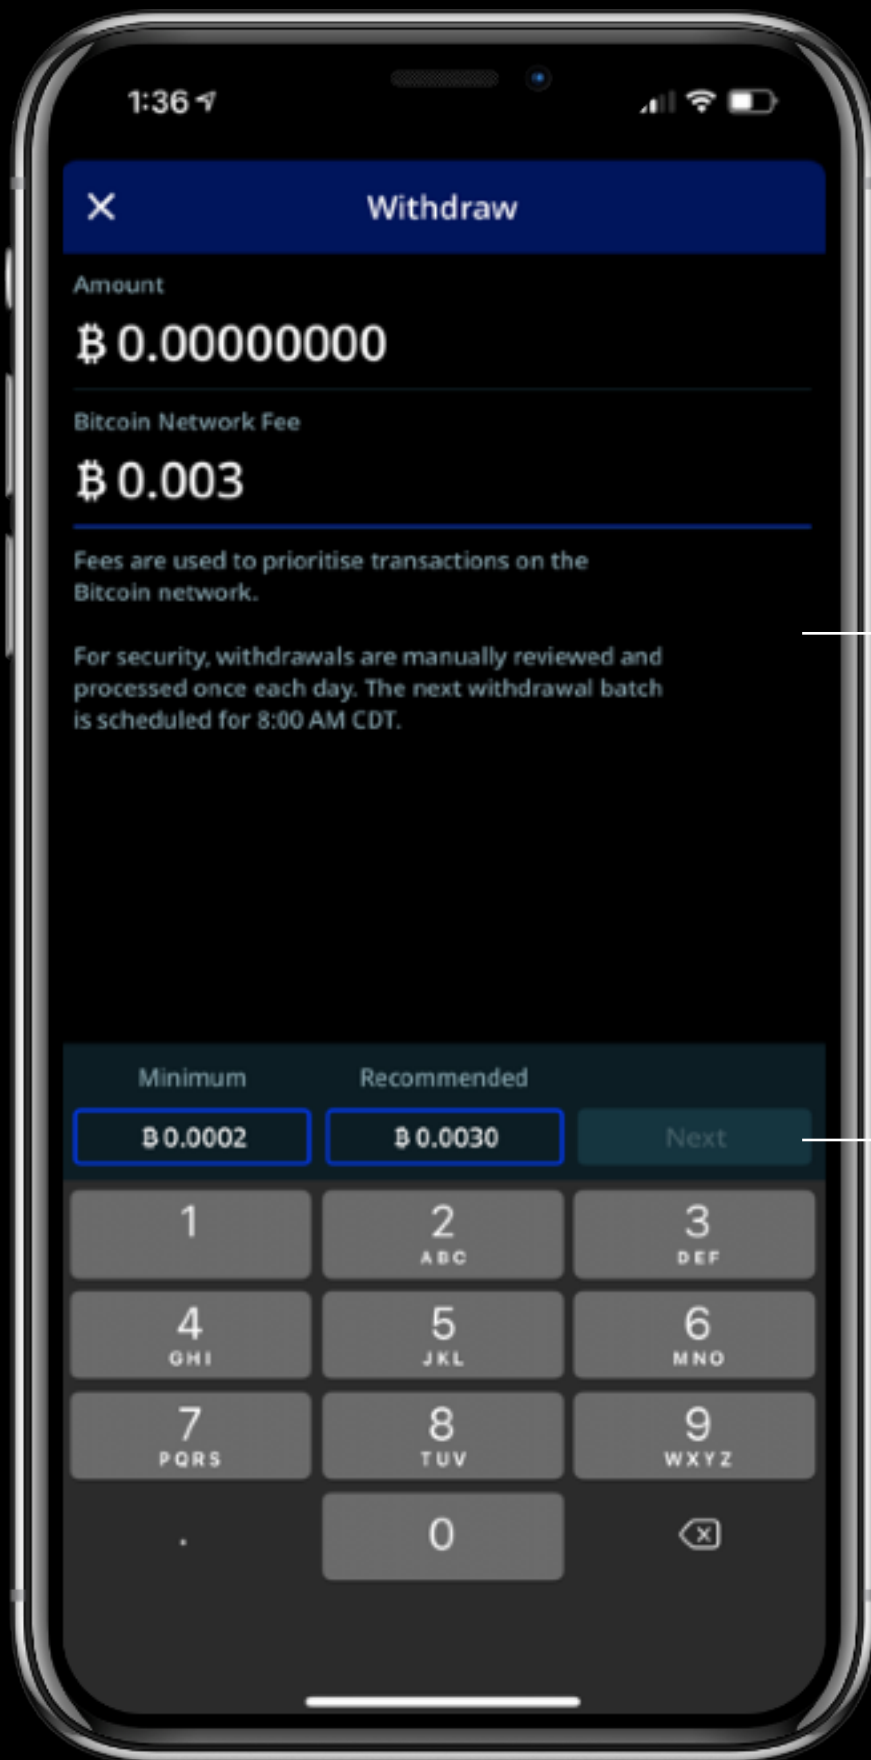 1:36
Withdraw
Amount
₿ 0.00000000
Bitcoin Network Fee
₿ 0.003
Fees are used to prioritise transactions on the
Bitcoin network.
For security, withdrawals are manually reviewed and
processed once each day. The next withdrawal batch
is scheduled for 8:00 AM CDT.
Minimum Recommended
₿ 0.0002 ₿ 0.0030 Next
1 2 3
ABC DEF
4 5 6
GHI JKL MNO
7 8 9
PQRS TUV WXYZ
. 0